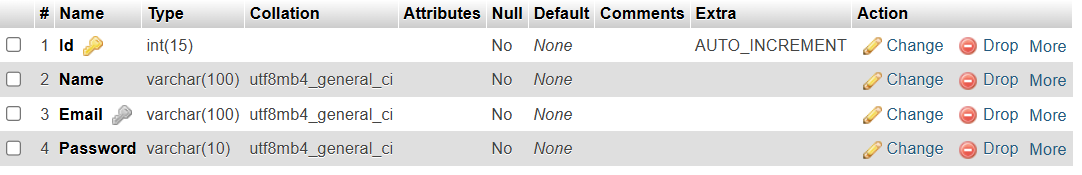 # Name Type Collation Attributes Null Default Comments Extra Action
1 Id int(15) No None AUTO_INCREMENT Change Drop More
2 Name varchar(100) utf8mb4_general_ci No None Change Drop More
3 Email varchar(100) utf8mb4_general_ci No None Change Drop More
4 Password varchar(10) utf8mb4_general_ci No None Change Drop More